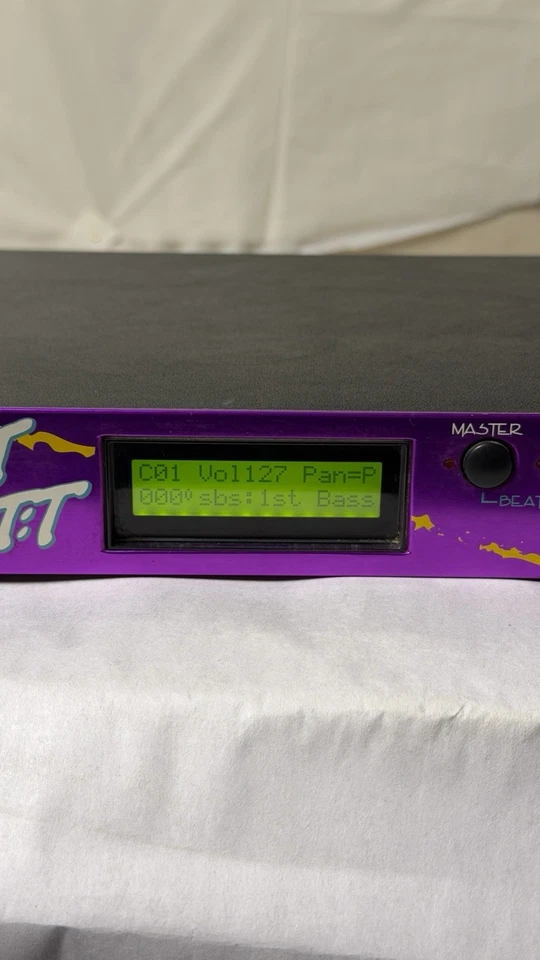 MASTER
C01 Vol127 Pan=P
000⁰sbs:1st Bass
BEAT
T
T:T